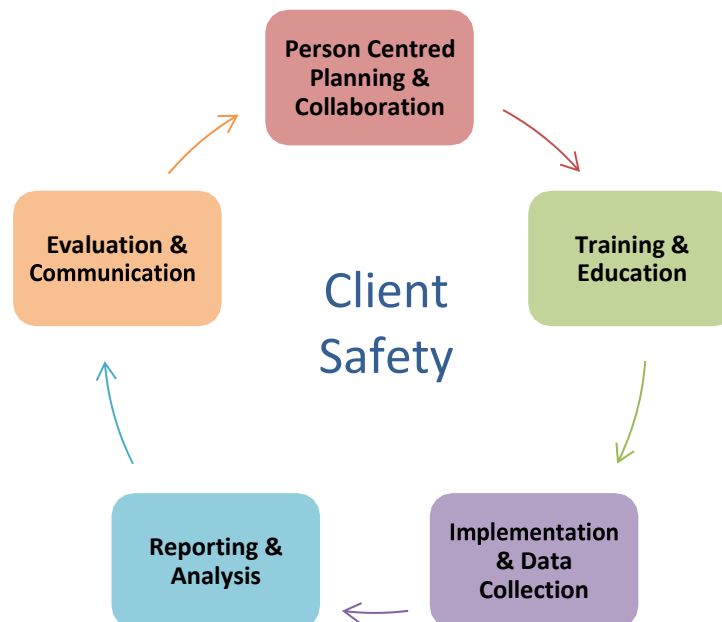 Person Centred
Planning &
Collaboration
Training &
Education
Implementation
& Data
Collection
Reporting &
Analysis
Evaluation &
Communication
Client
Safety